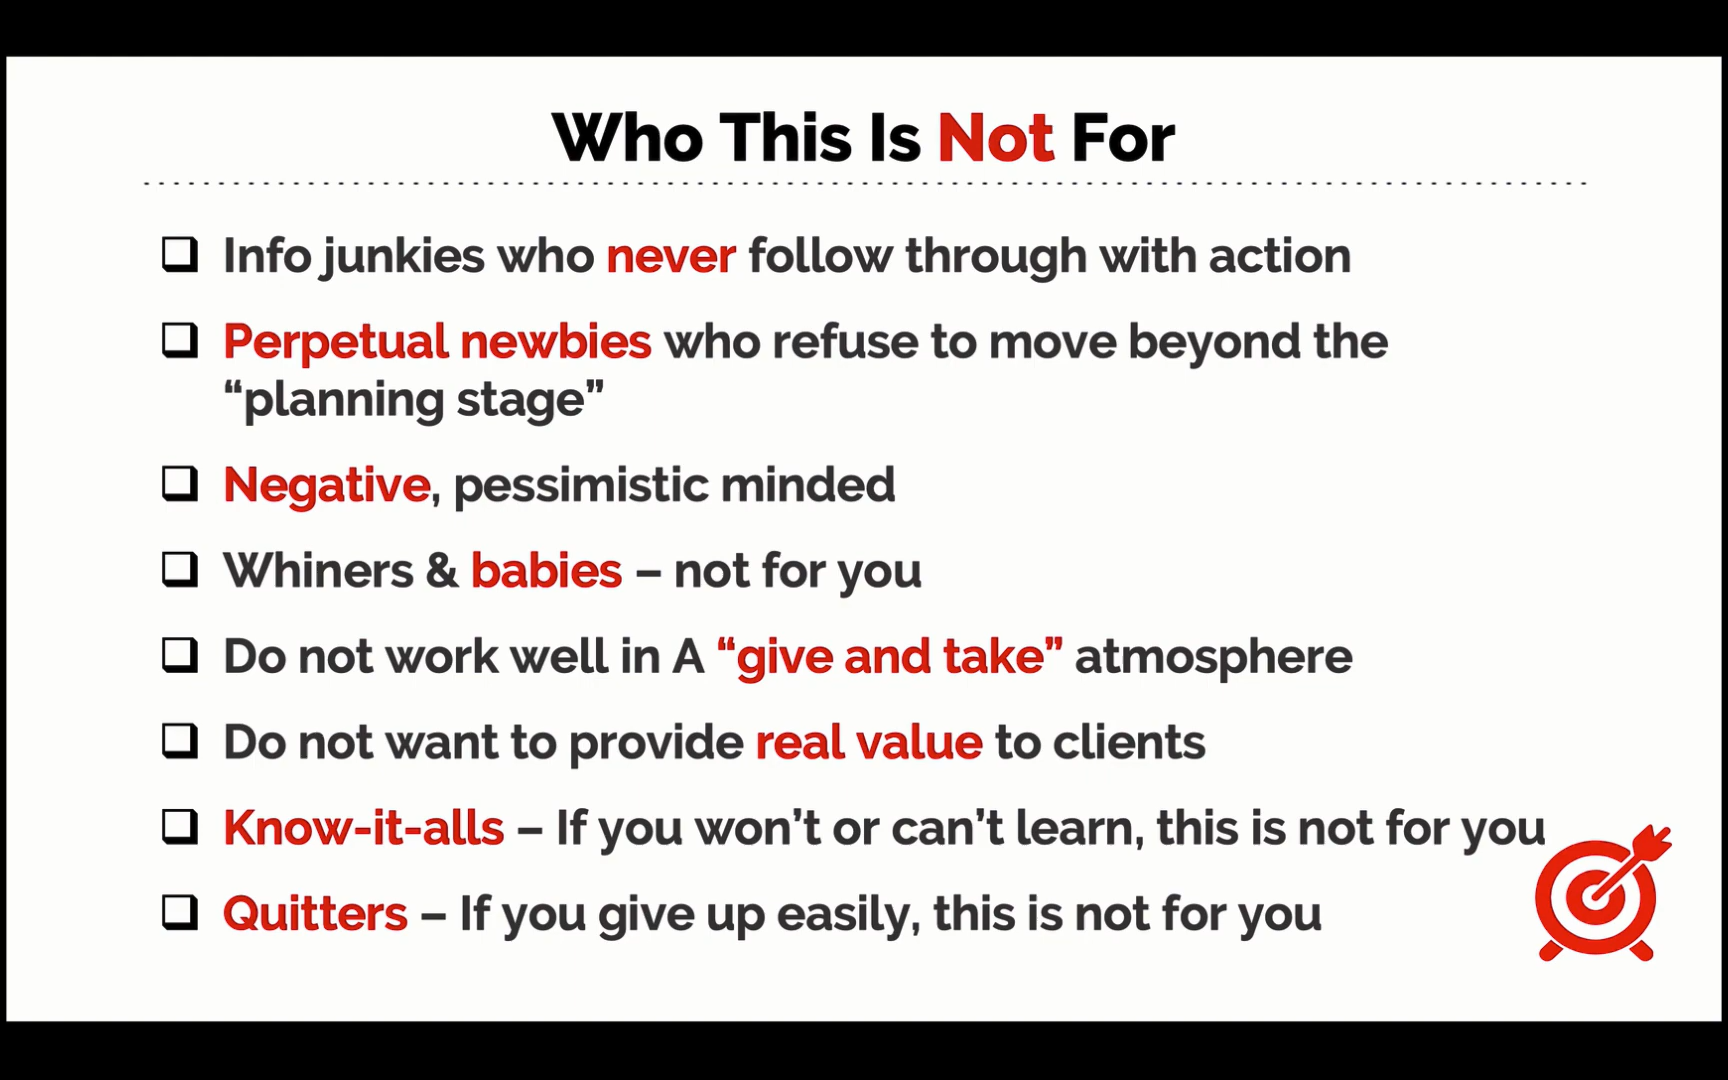 Who This Is Not For
Info junkies who never follow through with action
Perpetual newbies who refuse to move beyond the
“planning stage”
Negative, pessimistic minded
Whiners & babies – not for you
Do not work well in A “give and take” atmosphere
Do not want to provide real value to clients
Know-it-alls – If you won’t or can’t learn, this is not for you
Quitters – If you give up easily, this is not for you